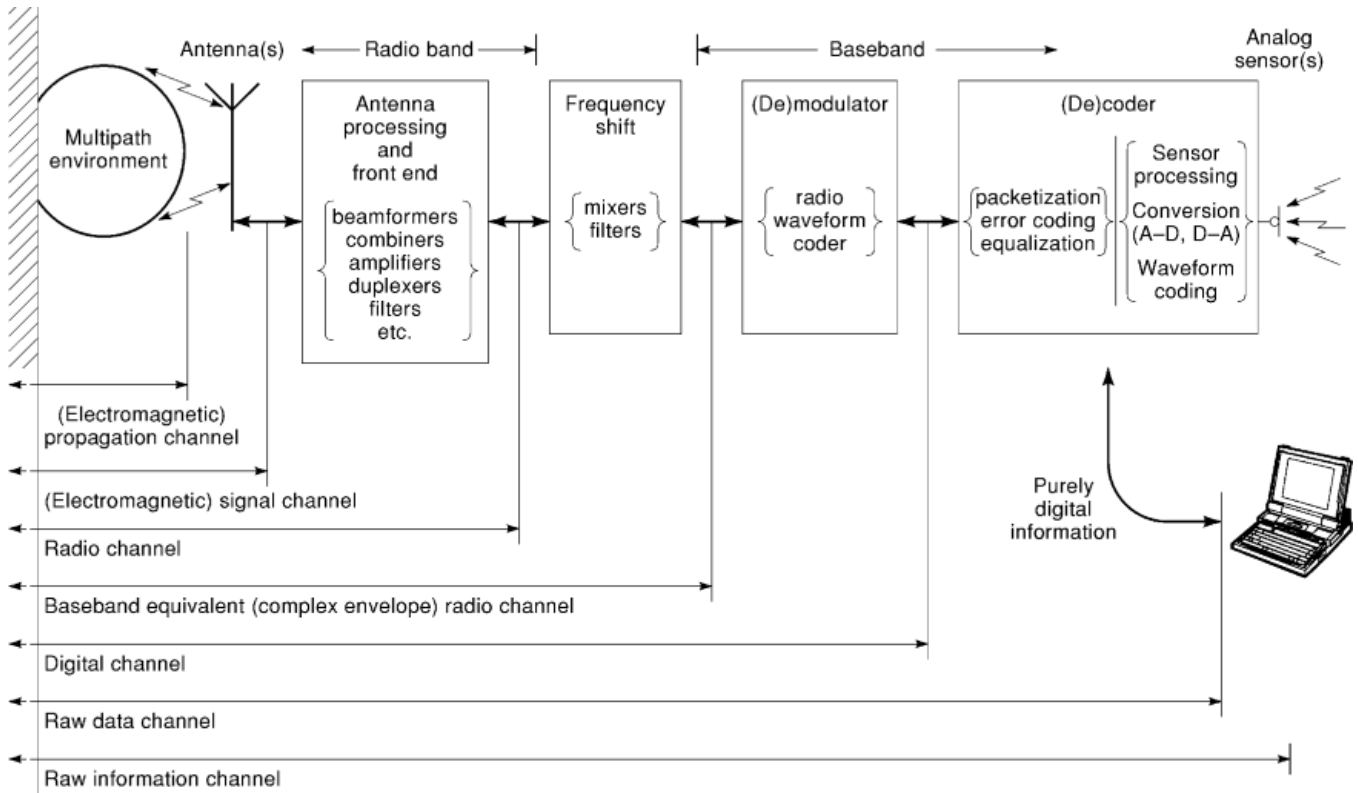 Antenna(s)
Radio band
Baseband
Analog
sensor(s)
Multipath
environment
Antenna
processing
and
front end
beamformers
combiners
amplifiers
duplexers
filters
etc.
Frequency
shift
mixers
filters
(De)modulator
radio
waveform
coder
(De)coder
packetization
error coding
equalization
Sensor
processing
Conversion
(A–D, D–A)
Waveform
coding
(Electromagnetic)
propagation channel
(Electromagnetic) signal channel
Radio channel
Baseband equivalent (complex envelope) radio channel
Digital channel
Raw data channel
Raw information channel
Purely
digital
information